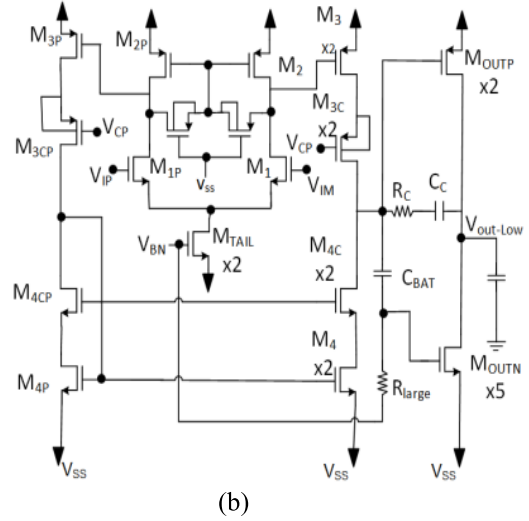 M3P
M2P
M3
M2
x2
MOUTP
x2
M3C
x2
M3CP
VCP
VCP
RC
CC
VIP
M1P
vss
M1
VIM
Vout-Low
VBN
MTAIL
x2
M4C
x2
CBAT
M4CP
M4
x2
M4P
MOUTN
x5
Rlarge
VSS
VSS
VSS
(b)